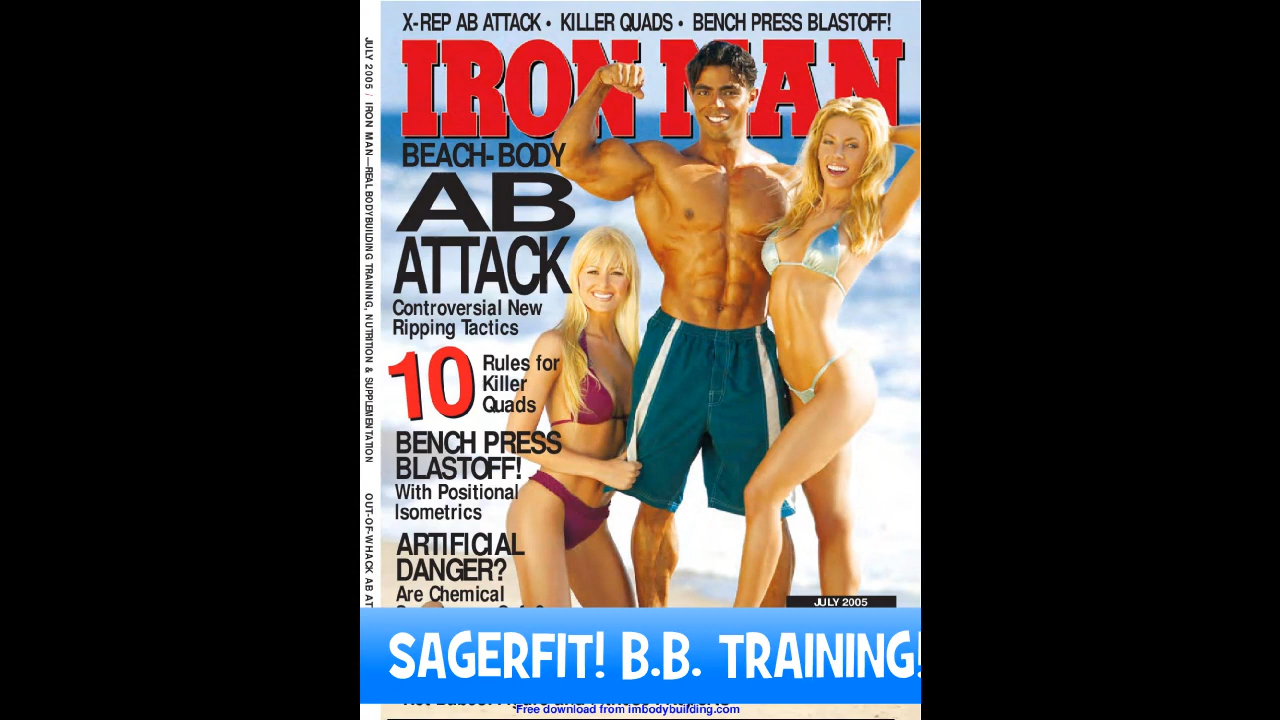 X-REP AB ATTACK • KILLER QUADS • BENCH PRESS BLASTOFF!
IRON MAN
JULY 2005 / IRON MAN—REAL BODYBUILDING TRAINING, NUTRITION & SUPPLEMENTATION
OUT-OF-WHACK AB AT
BEACH-BODY
AB
ATTACK
Controversial New
Ripping Tactics
10
Rules for
Killer
Quads
BENCH PRESS
BLASTOFF!
With Positional
Isometrics
ARTIFICIAL
DANGER?
Are Chemical
JULY 2005
SAGERFIT! B.B. TRAINING!
Free download from imbodybuilding.com